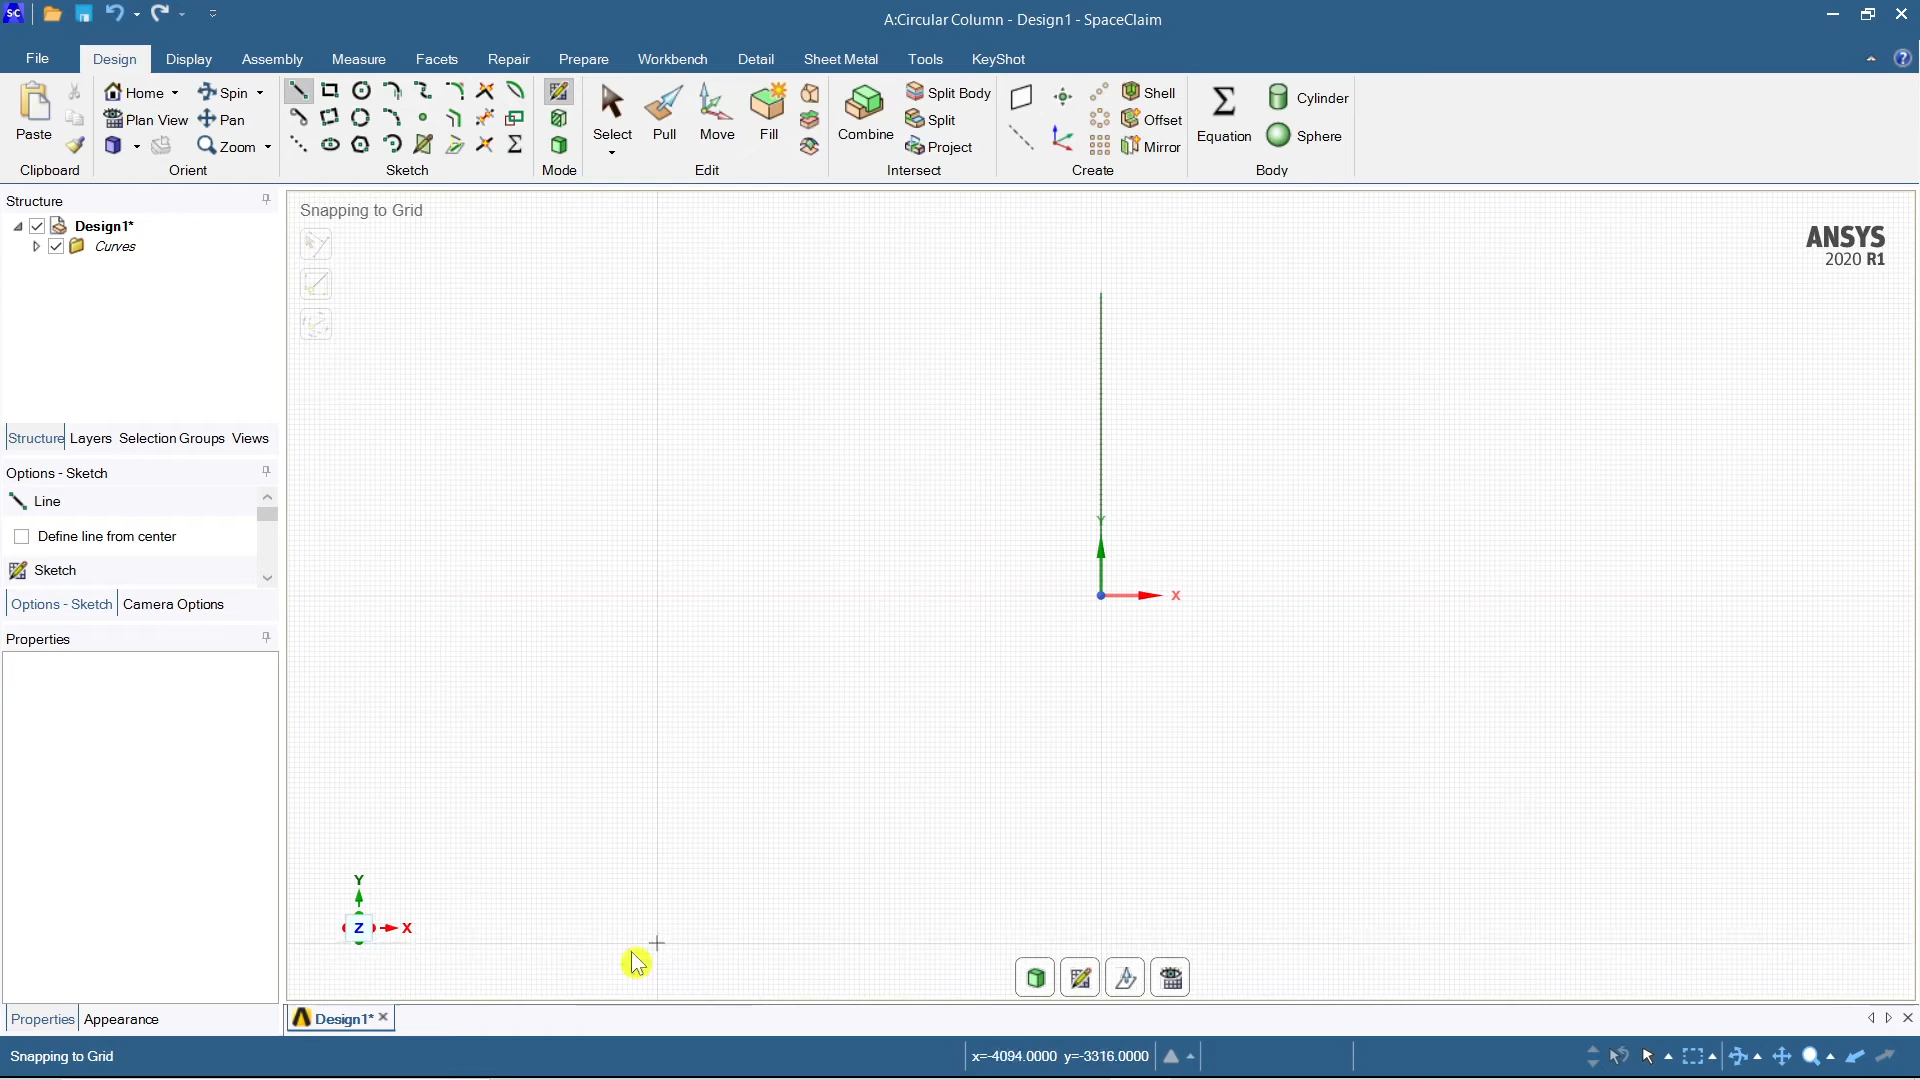 SC
A:Circular Column - Design1 - SpaceClaim
File Design Display Assembly Measure Facets Repair Prepare Workbench Detail Sheet Metal Tools KeyShot
Paste
Clipboard
Home
Spin
Plan View
Pan
Zoom
Orient
Sketch
Mode
Select
Pull
Move
Fill
Edit
Combine
Split Body
Split
Project
Intersect
Shell
Offset
Mirror
Create
Equation
Cylinder
Sphere
Body
Structure
Design1*
Curves
Structure Layers Selection Groups Views
Options - Sketch
Line
Define line from center
Sketch
Options - Sketch Camera Options
Properties
Properties Appearance
Snapping to Grid
ANSYS
2020 R1
Y
X
Y
Z X
Design1*
Snapping to Grid
x=-4094.0000 y=-3316.0000